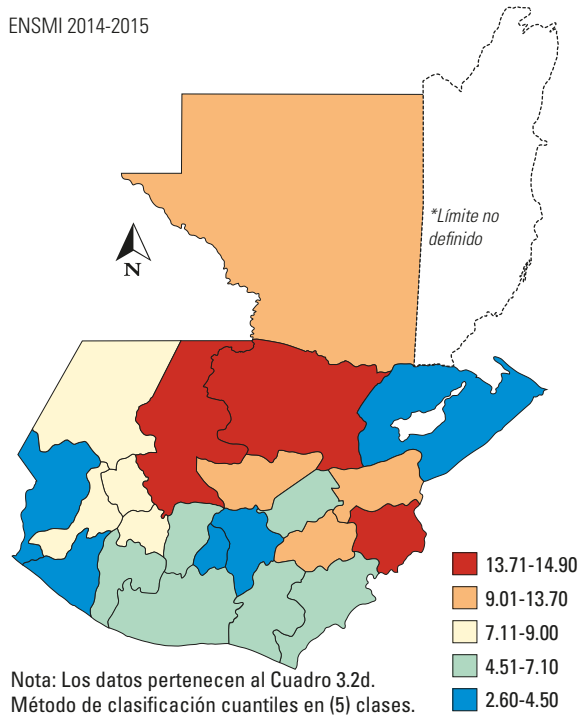 ENSMI 2014-2015
*Límite no
definido
N
13.71-14.90
9.01-13.70
7.11-9.00
4.51-7.10
2.60-4.50
Nota: Los datos pertenecen al Cuadro 3.2d.
Método de clasificación cuantiles en (5) clases.